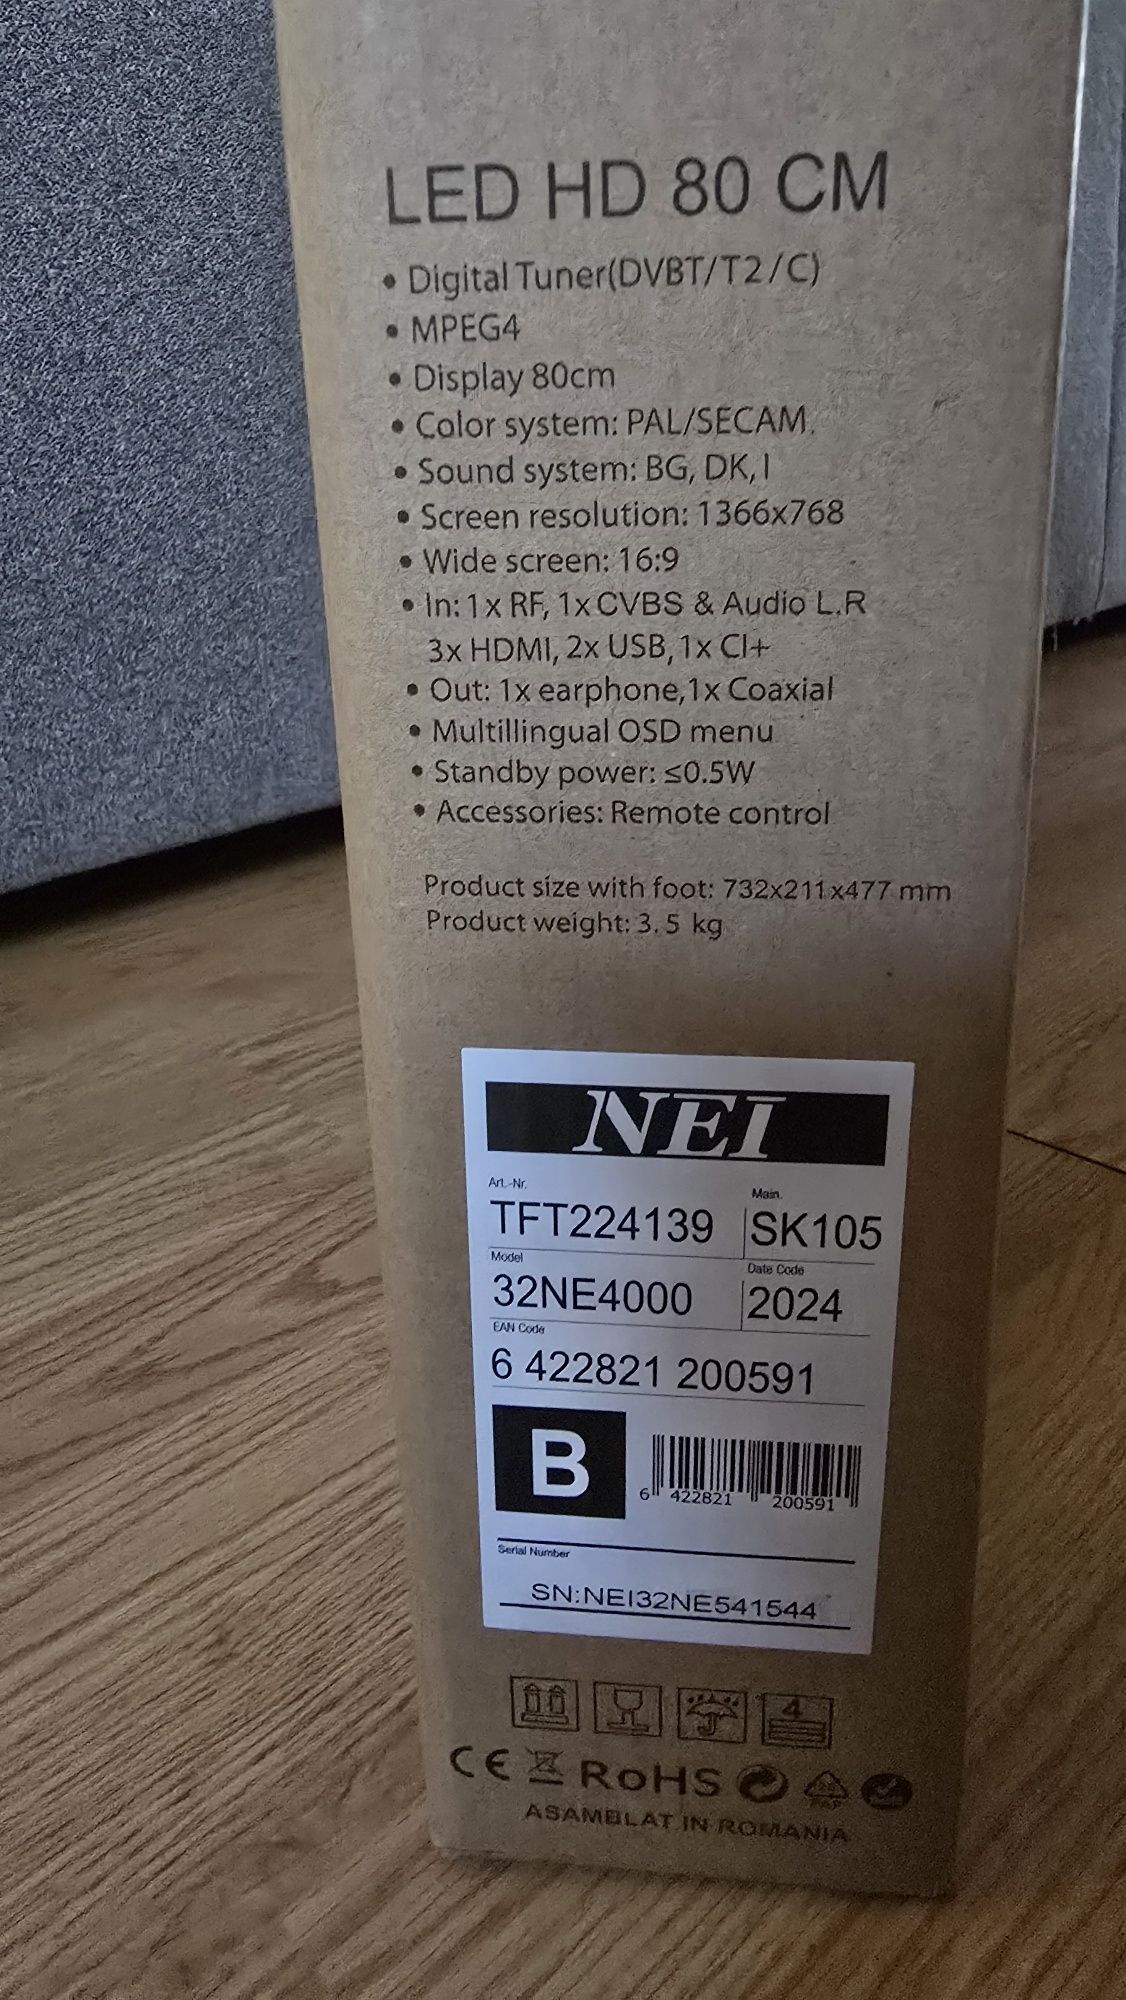 LED HD 80 CM
• Digital Tuner(DVBT/T2/C)
• MPEG4
• Display 80cm
• Color system: PAL/SECAM.
• Sound system: BG, DK, I
• Screen resolution: 1366x768
• Wide screen: 16:9
• In: 1x RF, 1x CVBS & Audio L.R
3x HDMI, 2x USB, 1x CI+
• Out: 1x earphone,1x Coaxial
• Multillingual OSD menu
• Standby power: ≤0.5W
• Accessories: Remote control
Product size with foot: 732x211x477 mm
Product weight: 3.5 kg
NEI
Art.-Nr. Main.
TFT224139 SK105
Model Date Code
32NE4000 2024
EAN Code
6 422821 200591
B
6 422821 200591
Serial Number
SN:NEI32NE541544
4
CE RoHS
ASAMBLAT IN ROMANIA